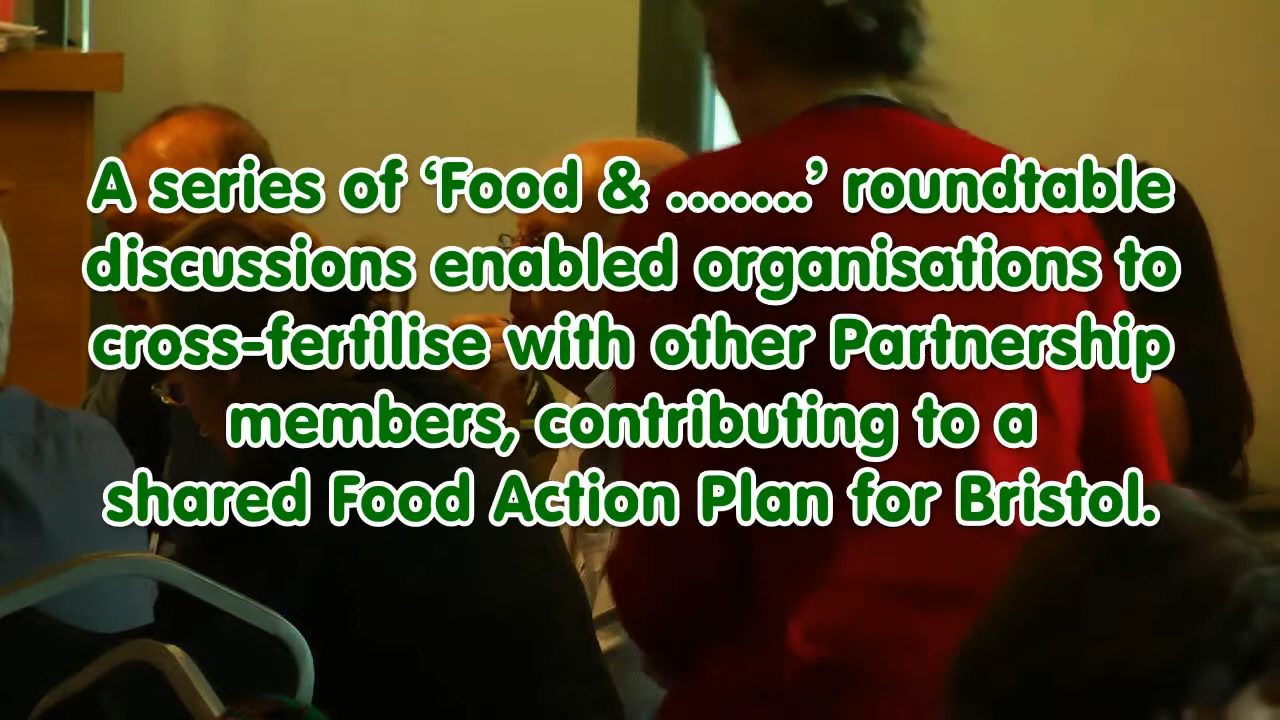 A series of ‘Food & .......’ roundtable
discussions enabled organisations to
cross-fertilise with other Partnership
members, contributing to a
shared Food Action Plan for Bristol.